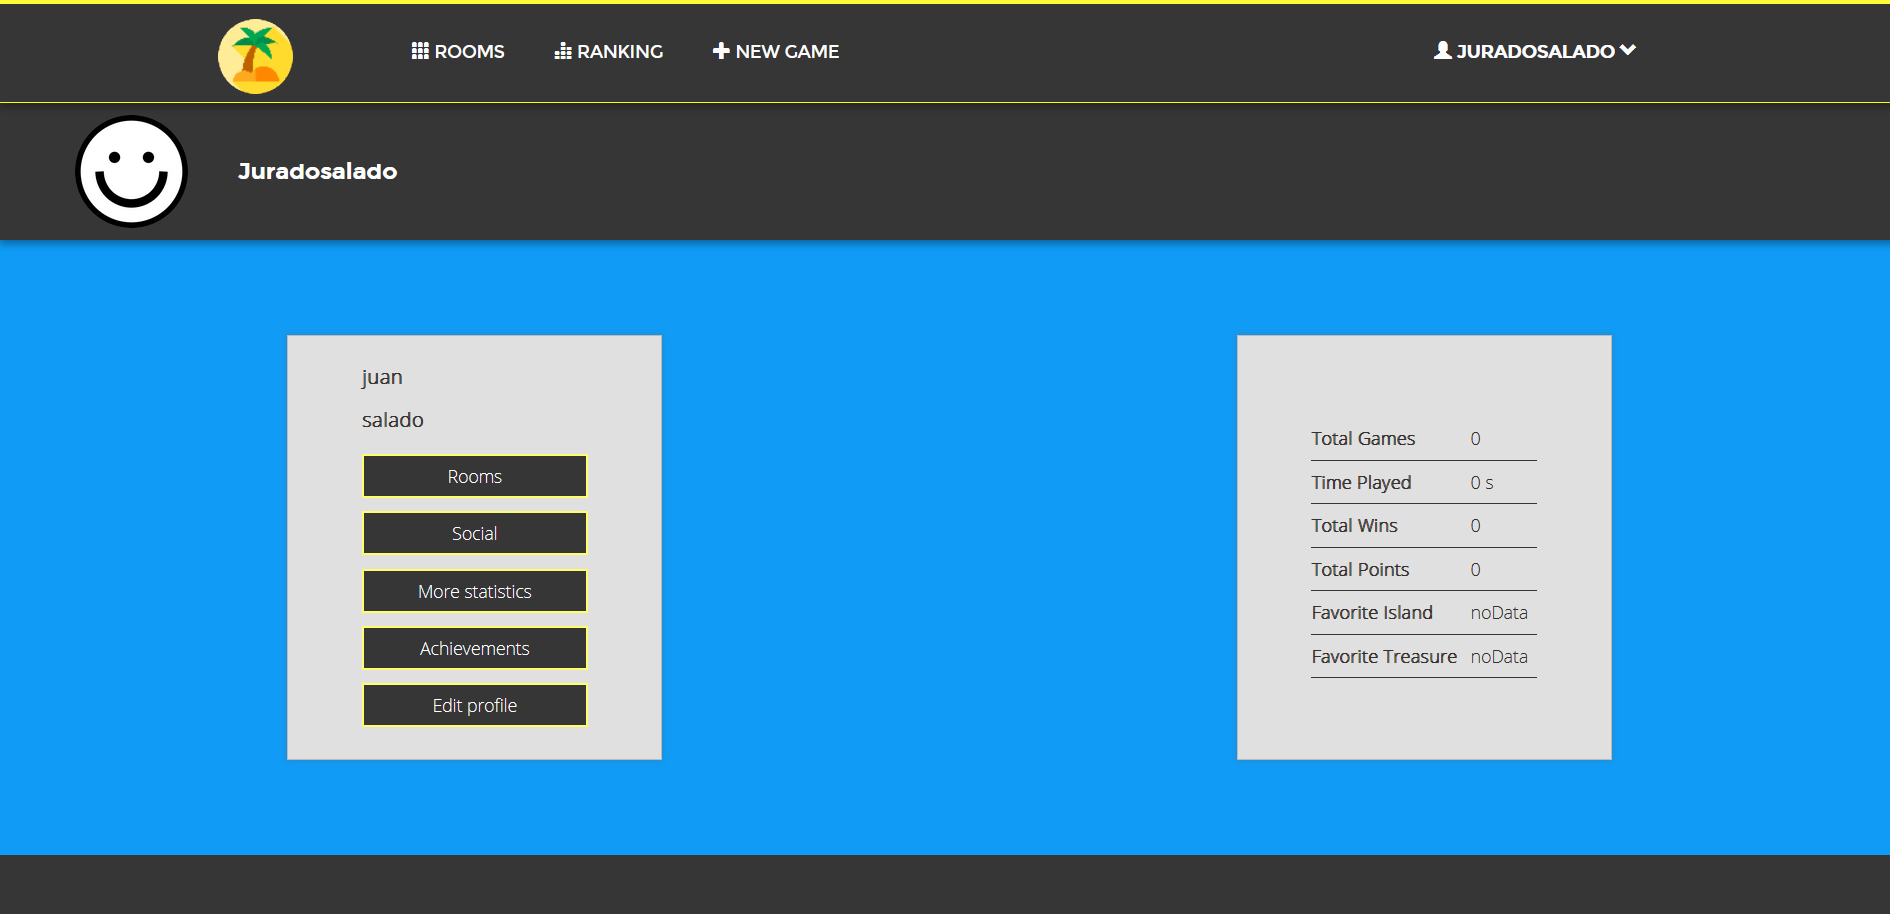 ROOMS RANKING NEW GAME JURADOSALADO
Juradosalado
juan
salado
Rooms
Social
More statistics
Achievements
Edit profile
Total Games 0
Time Played 0 s
Total Wins 0
Total Points 0
Favorite Island noData
Favorite Treasure noData